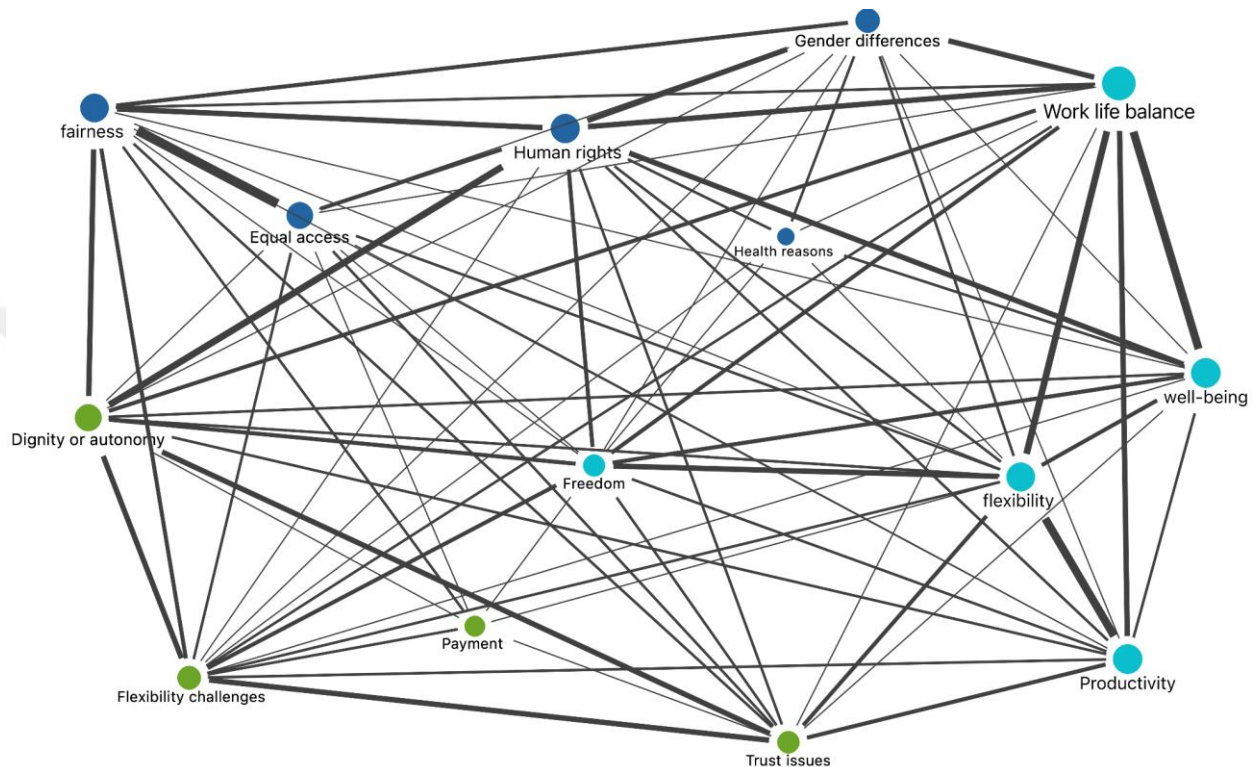 Gender differences
Work life balance
fairness
Human rights
Equal access
Health reasons
well-being
Dignity or autonomy
Freedom
flexibility
Payment
Flexibility challenges
Productivity
Trust issues